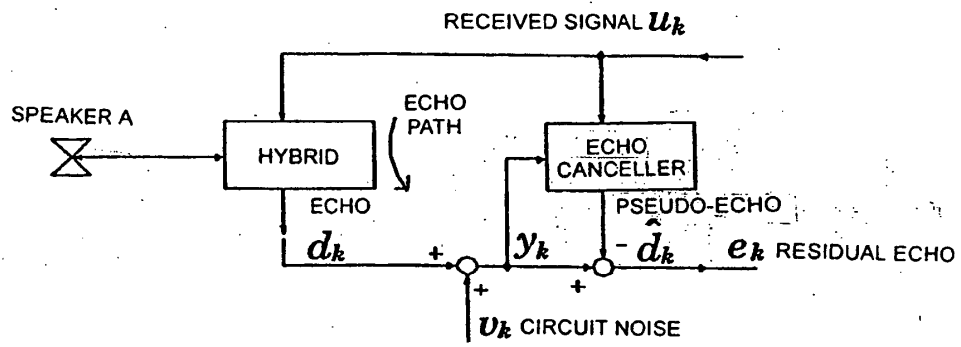 RECEIVED SIGNAL u_k
SPEAKER A
ECHO
PATH
HYBRID
ECHO
CANCELLER
ECHO
PSEUDO-ECHO
d_k
+
y_k
-
d̂_k
e_k RESIDUAL ECHO
+
+
v_k CIRCUIT NOISE